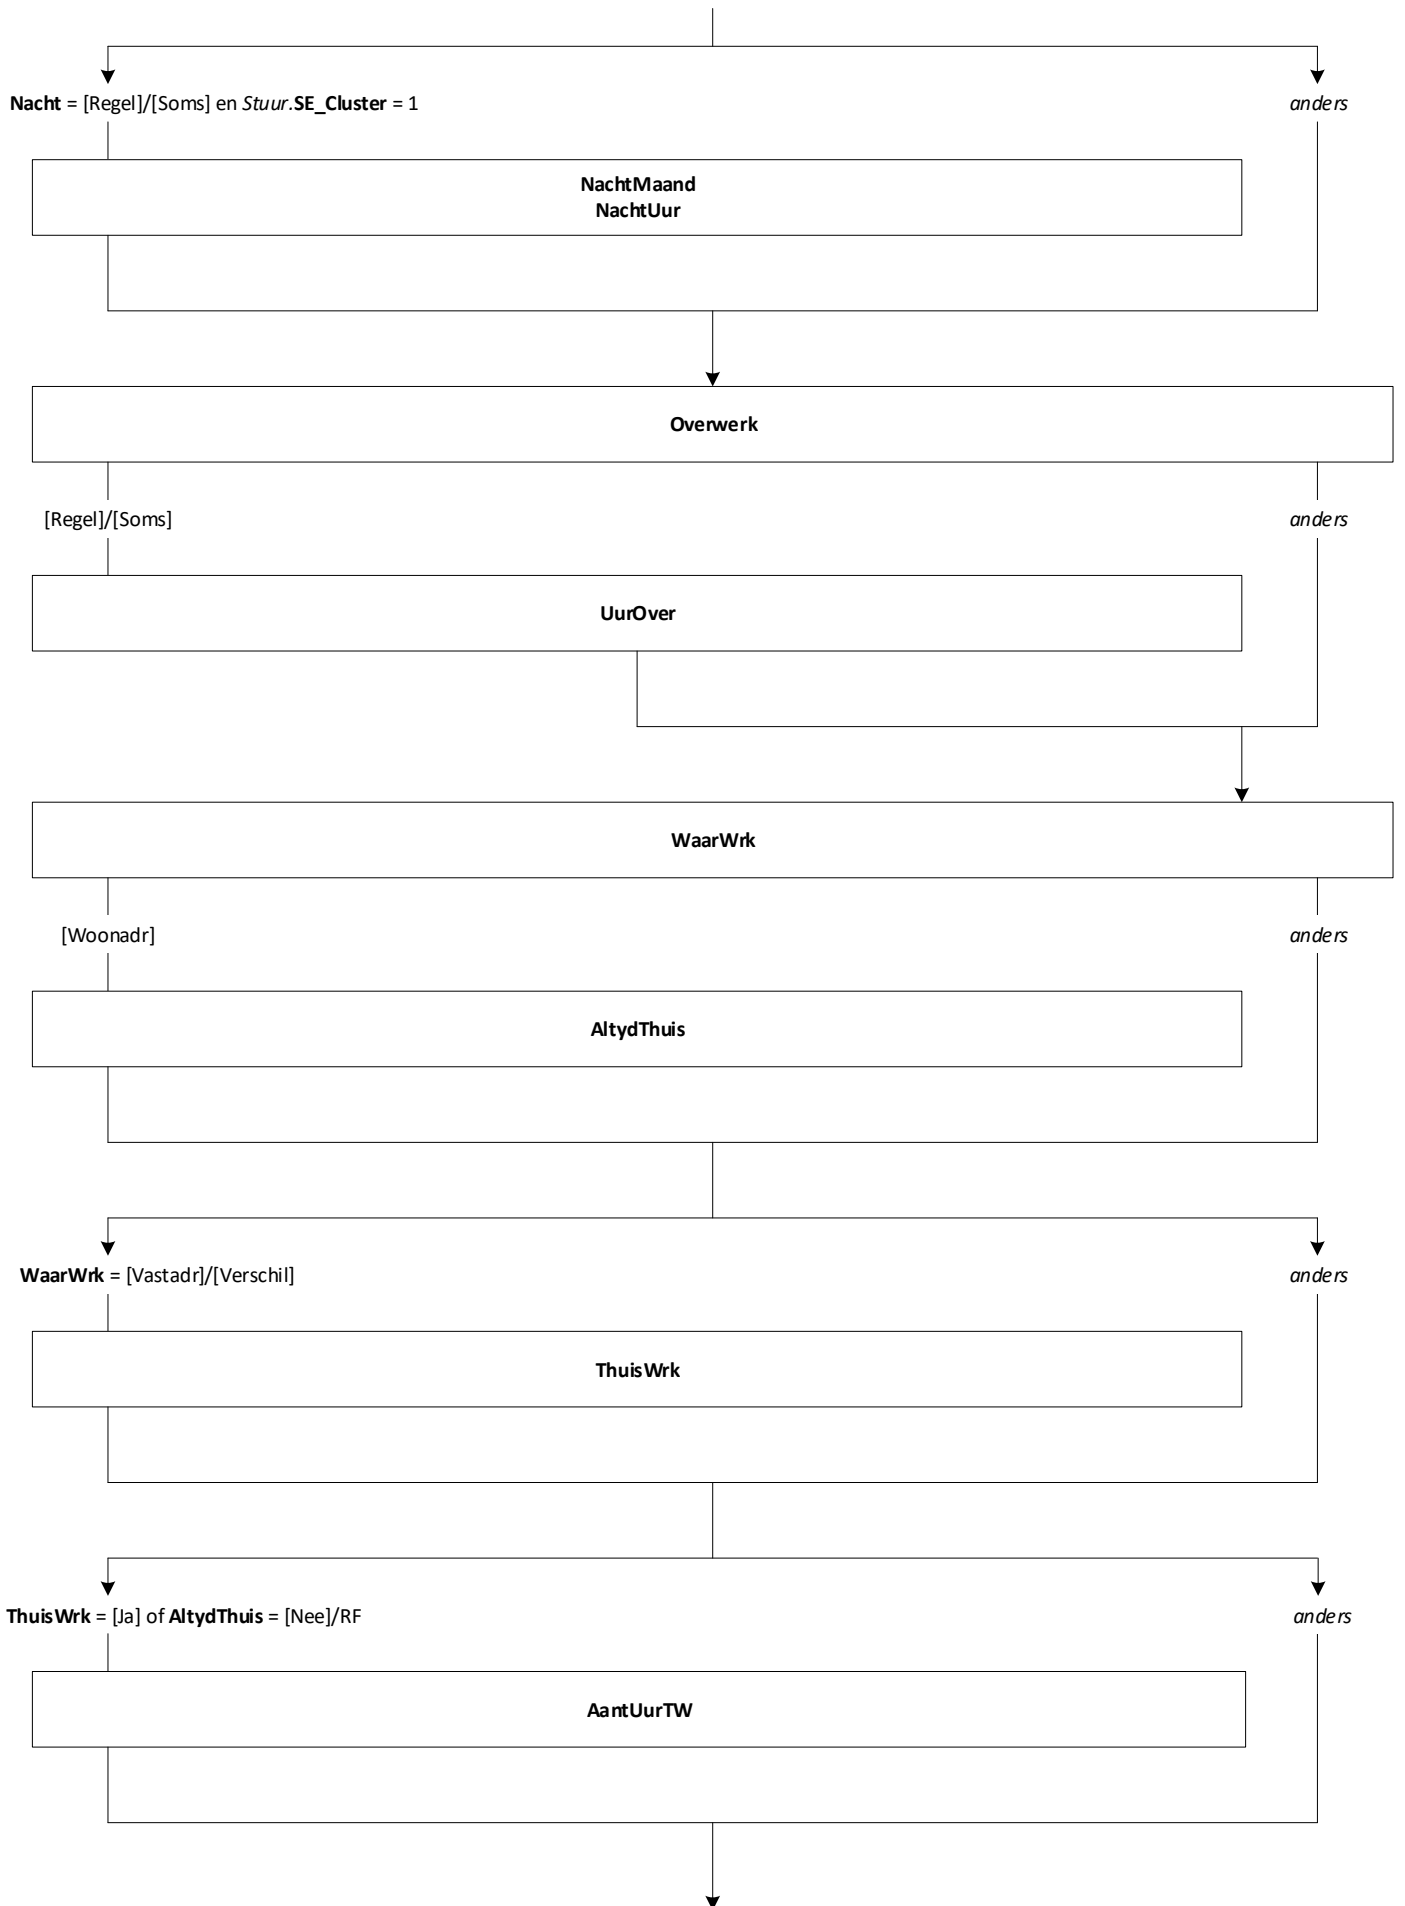 Nacht = [Regel]/[Soms] en Stuur.SE_Cluster = 1
anders
NachtMaand
NachtUur
Overwerk
[Regel]/[Soms]
anders
UurOver
WaarWrk
[Woonadr]
anders
AltydThuis
WaarWrk = [Vastadr]/[Verschil]
anders
ThuisWrk
ThuisWrk = [Ja] of AltydThuis = [Nee]/RF
anders
AantUurTW